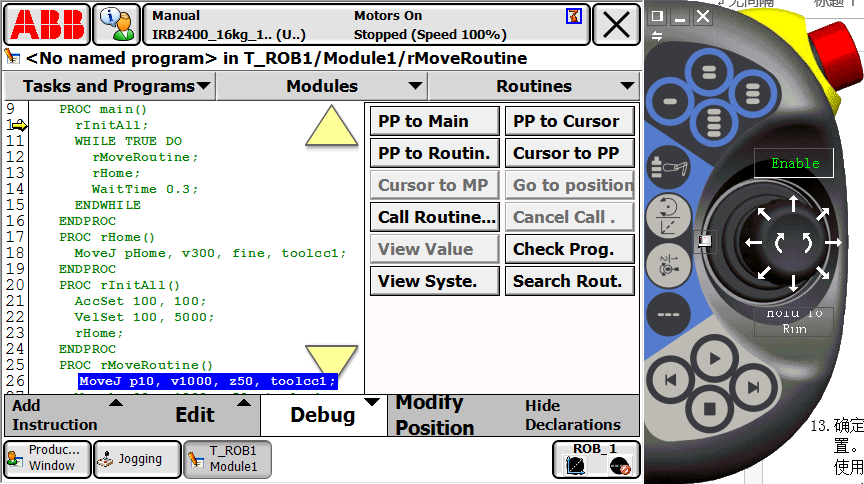 ABB
Manual
IRB2400_16kg_1.. (U..)
Motors On
Stopped (Speed 100%)
<No named program> in T_ROB1/Module1/rMoveRoutine
Tasks and Programs
Modules
Routines
9 PROC main()
rInitAll;
11 WHILE TRUE DO
12 rMoveRoutine;
13 rHome;
14 WaitTime 0.3;
15 ENDWHILE
16 ENDPROC
17 PROC rHome()
18 MoveJ pHome, v300, fine, toolcc1;
19 ENDPROC
20 PROC rInitAll()
21 AccSet 100, 100;
22 VelSet 100, 5000;
23 rHome;
24 ENDPROC
25 PROC rMoveRoutine()
26 MoveJ p10, v1000, z50, toolcc1;
PP to Main
PP to Cursor
PP to Routin.
Cursor to PP
Cursor to MP
Go to position
Call Routine...
Cancel Call .
View Value
Check Prog.
View Syste.
Search Rout.
Add Instruction
Edit
Debug
Modify Position
Hide Declarations
Produc... Window
Jogging
T_ROB1 Module1
ROB_1
Enable
Hold To
Run
无间隔
标题 1
13. 确定
置。
使用